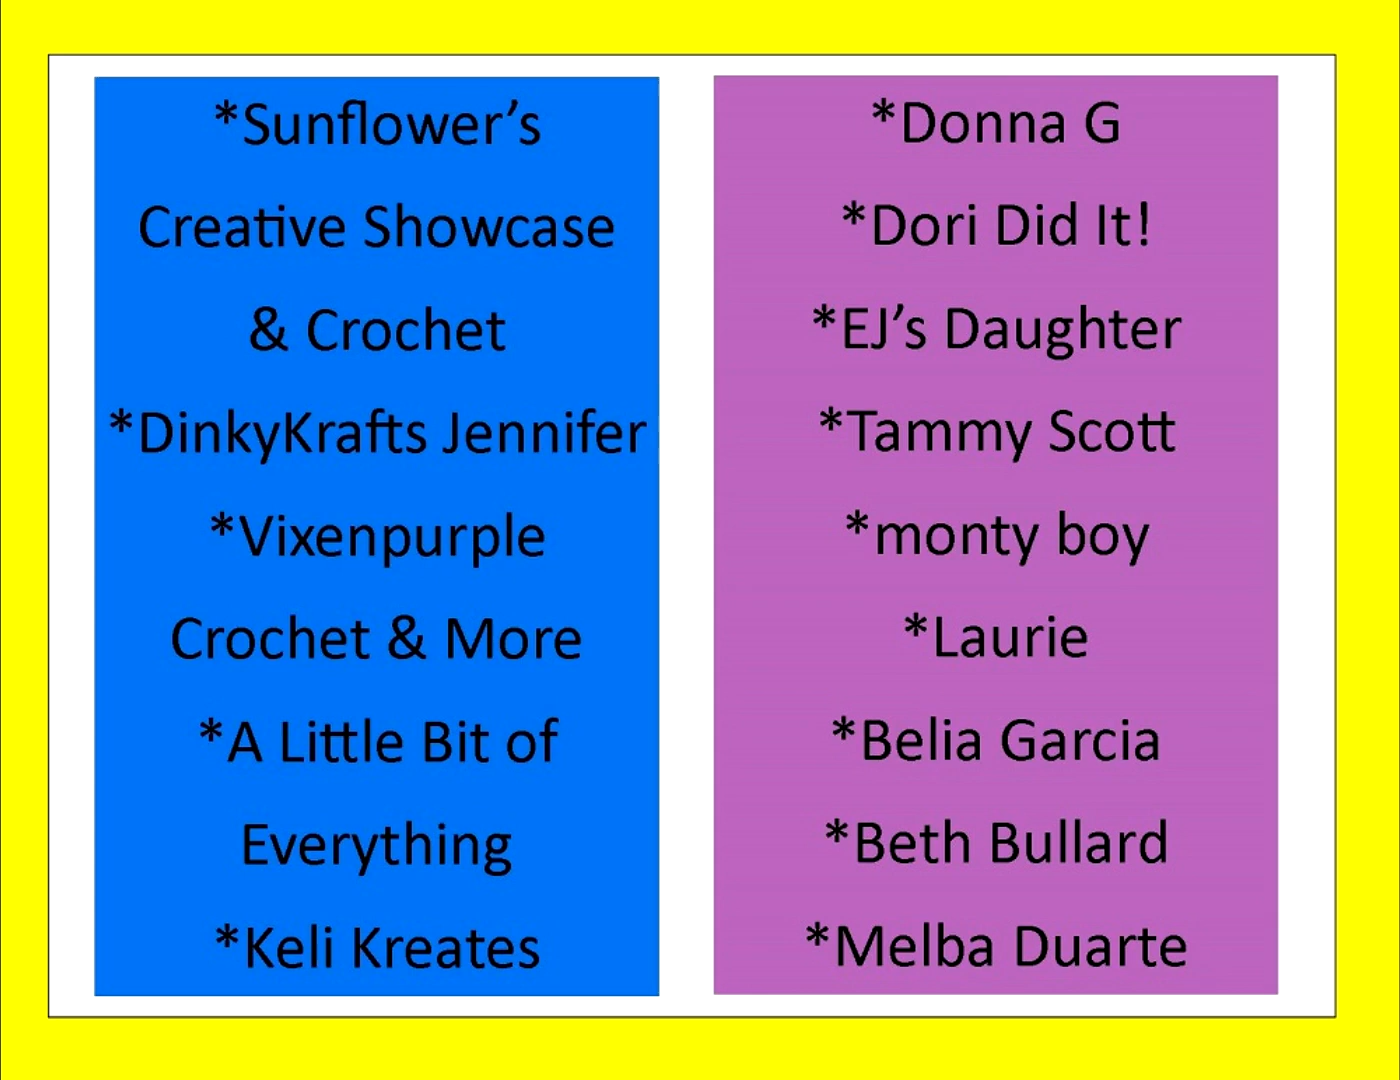 *Sunflower’s
Creative Showcase
& Crochet
*DinkyKrafts Jennifer
*Vixenpurple
Crochet & More
*A Little Bit of
Everything
*Keli Kreates
*Donna G
*Dori Did It!
*EJ’s Daughter
*Tammy Scott
*monty boy
*Laurie
*Belia Garcia
*Beth Bullard
*Melba Duarte